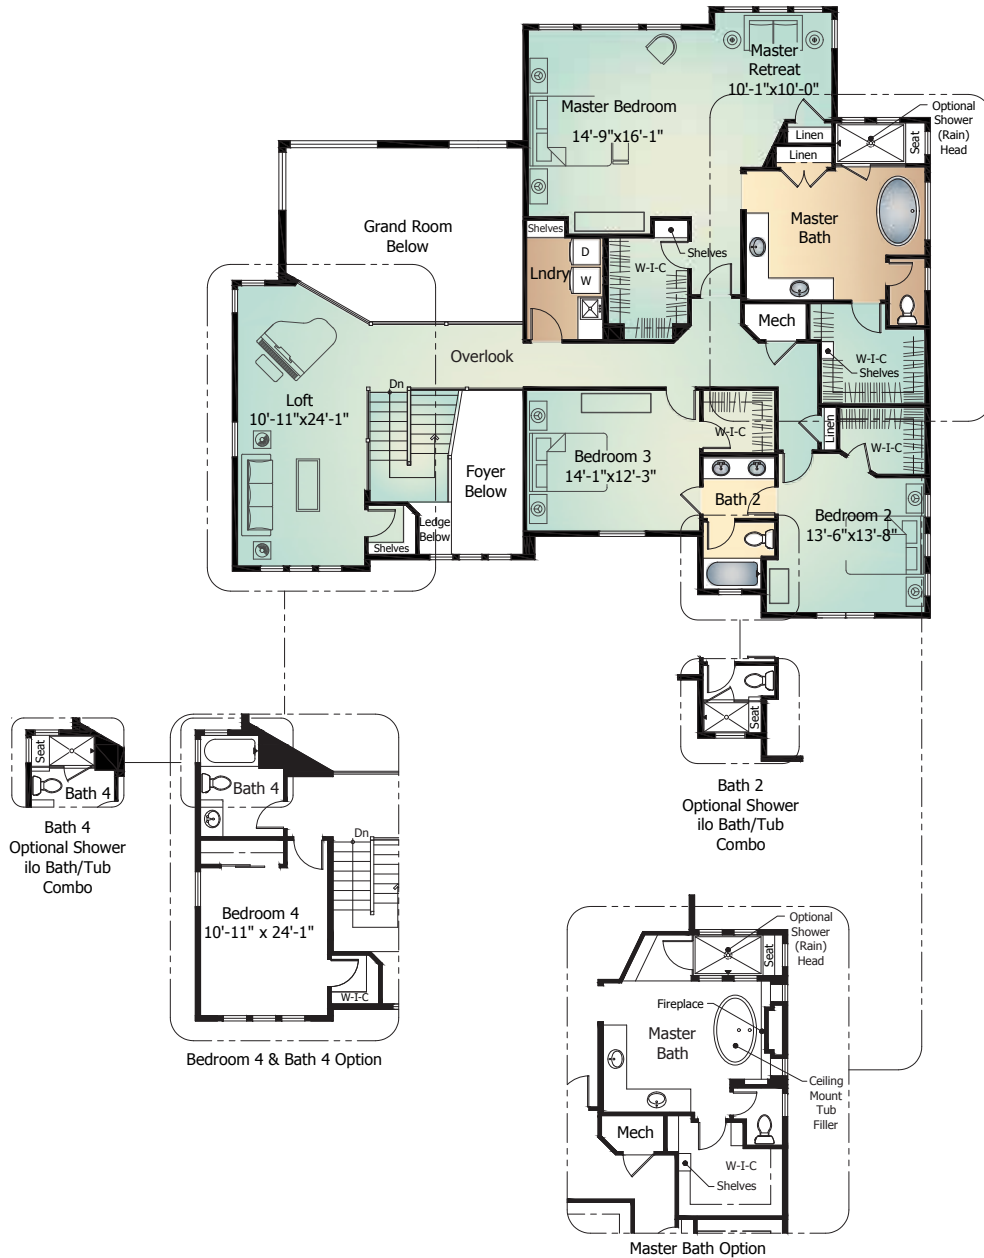 Master
Retreat
10'-1"x10'-0"
Master Bedroom
14'-9"x16'-1"
Linen
Linen
Seat
Optional
Shower
(Rain)
Head
Grand Room
Below
Shelves
D
W
Lndry
W-I-C
Shelves
Master
Bath
Mech
W-I-C
Shelves
Overlook
Dn
Loft
10'-11"x24'-1"
Foyer
Below
Ledge
Below
Shelves
Bedroom 3
14'-1"x12'-3"
W-I-C
Linen
W-I-C
Bath 2
Bedroom 2
13'-6"x13'-8"
Seat
Bath 2
Optional Shower
ilo Bath/Tub
Combo
Seat
Bath 4
Bath 4
Optional Shower
ilo Bath/Tub
Combo
Bath 4
Dn
Bedroom 4
10'-11" x 24'-1"
W-I-C
Bedroom 4 & Bath 4 Option
Optional
Shower
(Rain)
Head
Seat
Fireplace
Master
Bath
Ceiling
Mount
Tub
Filler
Mech
W-I-C
Shelves
Master Bath Option